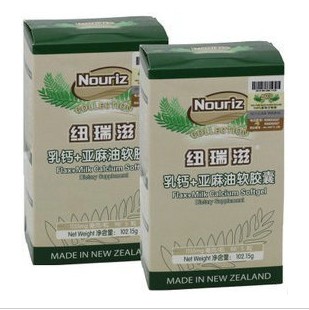 Nouriz
COLLECTION
纽瑞滋
乳钙+亚麻油软胶
Flax+Milk Calcium Softgel
Dietary Supplement
Net Weight 净含量: 102.15g
MADE IN NEW ZEALAND
Nouriz
COLLECTION
纽瑞滋
乳钙+亚麻油软胶囊
Flax+Milk Calcium Softgel
Dietary Supplement
Net Weight 净含量: 102.15g
MADE IN NEW ZEALAND